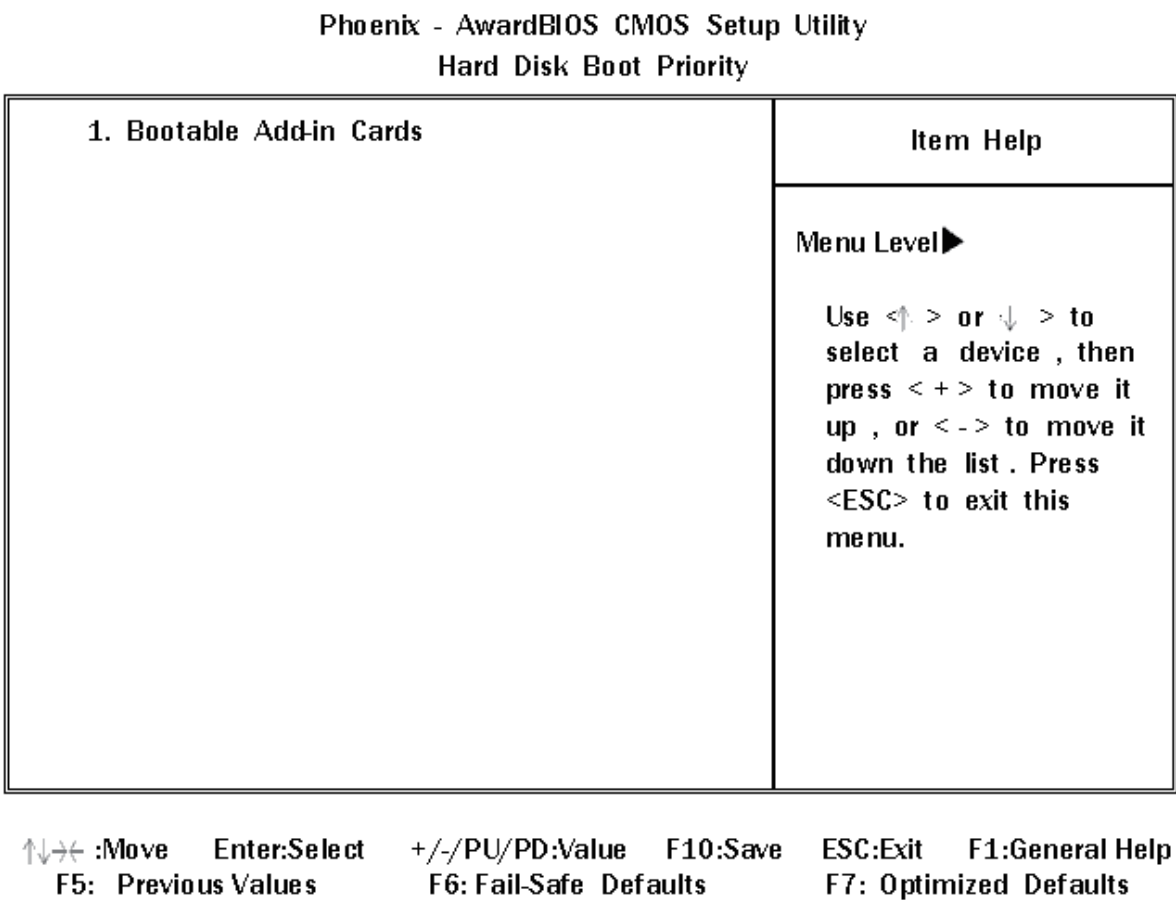 Phoenix - AwardBIOS CMOS Setup Utility
Hard Disk Boot Priority
1. Bootable Add-in Cards
Item Help
Menu Level▶
Use <↑ > or ↓ > to
select a device , then
press < + > to move it
up , or < - > to move it
down the list . Press
<ESC> to exit this
menu.
↑↓→← :Move Enter:Select +/-/PU/PD:Value F10:Save ESC:Exit F1:General Help
F5: Previous Values F6: Fail-Safe Defaults F7: Optimized Defaults